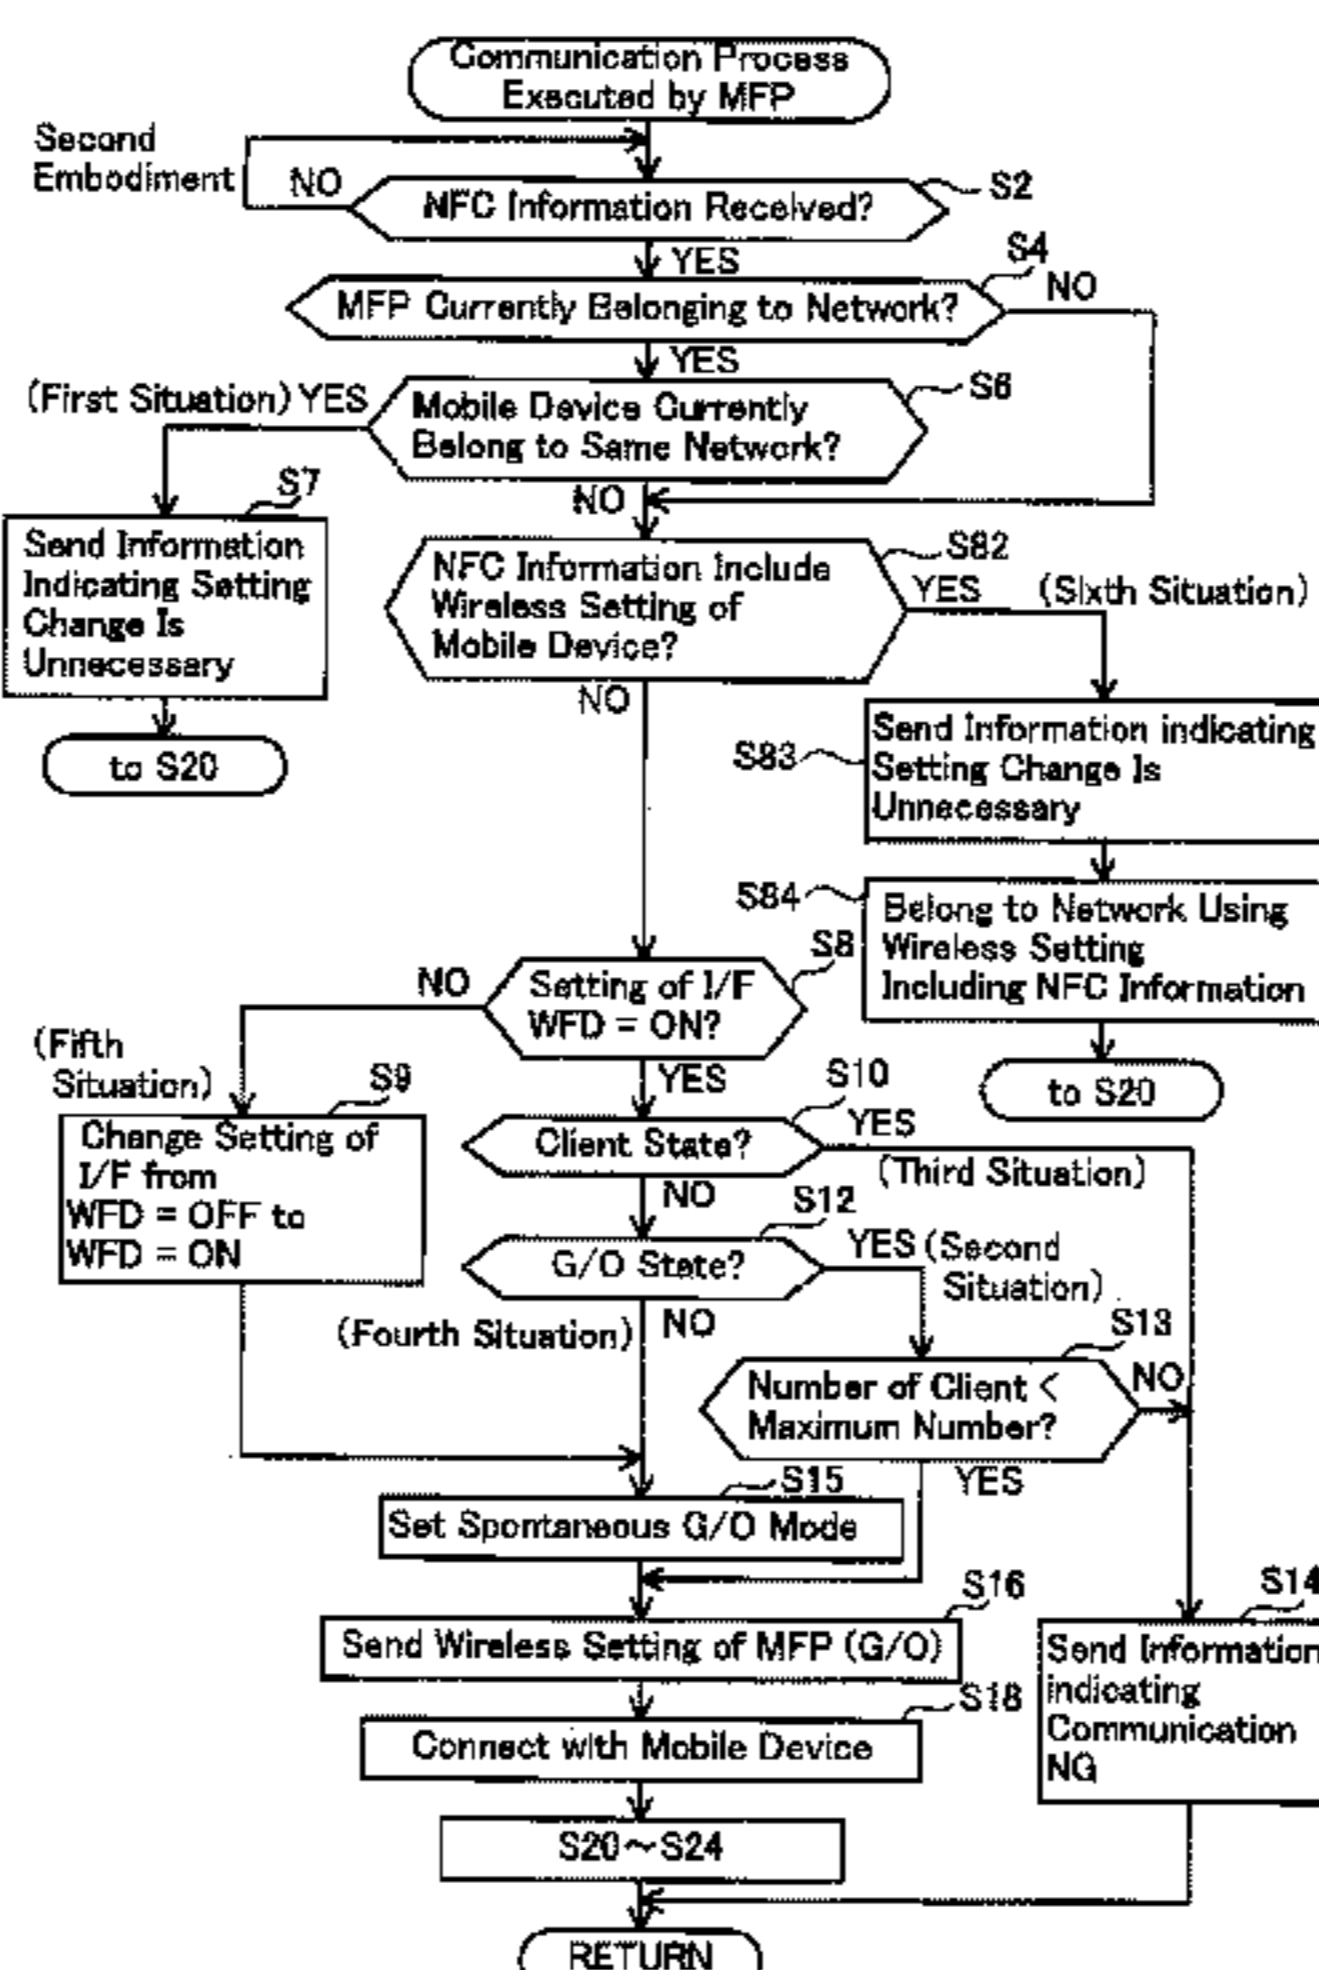 Communication Process
Executed by MFP
Second
Embodiment
NO
NFC Information Received?
S2
YES
S4
MFP Currently Belonging to Network?
NO
YES
(First Situation) YES
Mobile Device Currently
Belong to Same Network?
S6
NO
S7
Send Information
Indicating Setting
Change Is
Unnecessary
to S20
NFC Information Include
Wireless Setting of
Mobile Device?
S82
YES
(Sixth Situation)
NO
S83
Send Information indicating
Setting Change Is
Unnecessary
S84
Belong to Network Using
Wireless Setting
Including NFC Information
to S20
S8
NO
Setting of I/F
WFD = ON?
(Fifth
Situation)
YES
S9
Change Setting of
I/F from
WFD = OFF to
WFD = ON
S10
Client State?
YES
(Third Situation)
NO
S12
G/O State?
YES (Second
Situation)
(Fourth Situation)
NO
S13
Number of Client <
Maximum Number?
NO
YES
S15
Set Spontaneous G/O Mode
S16
Send Wireless Setting of MFP (G/O)
S14
Send Information
indicating
Communication
NG
S18
Connect with Mobile Device
S20~S24
RETURN